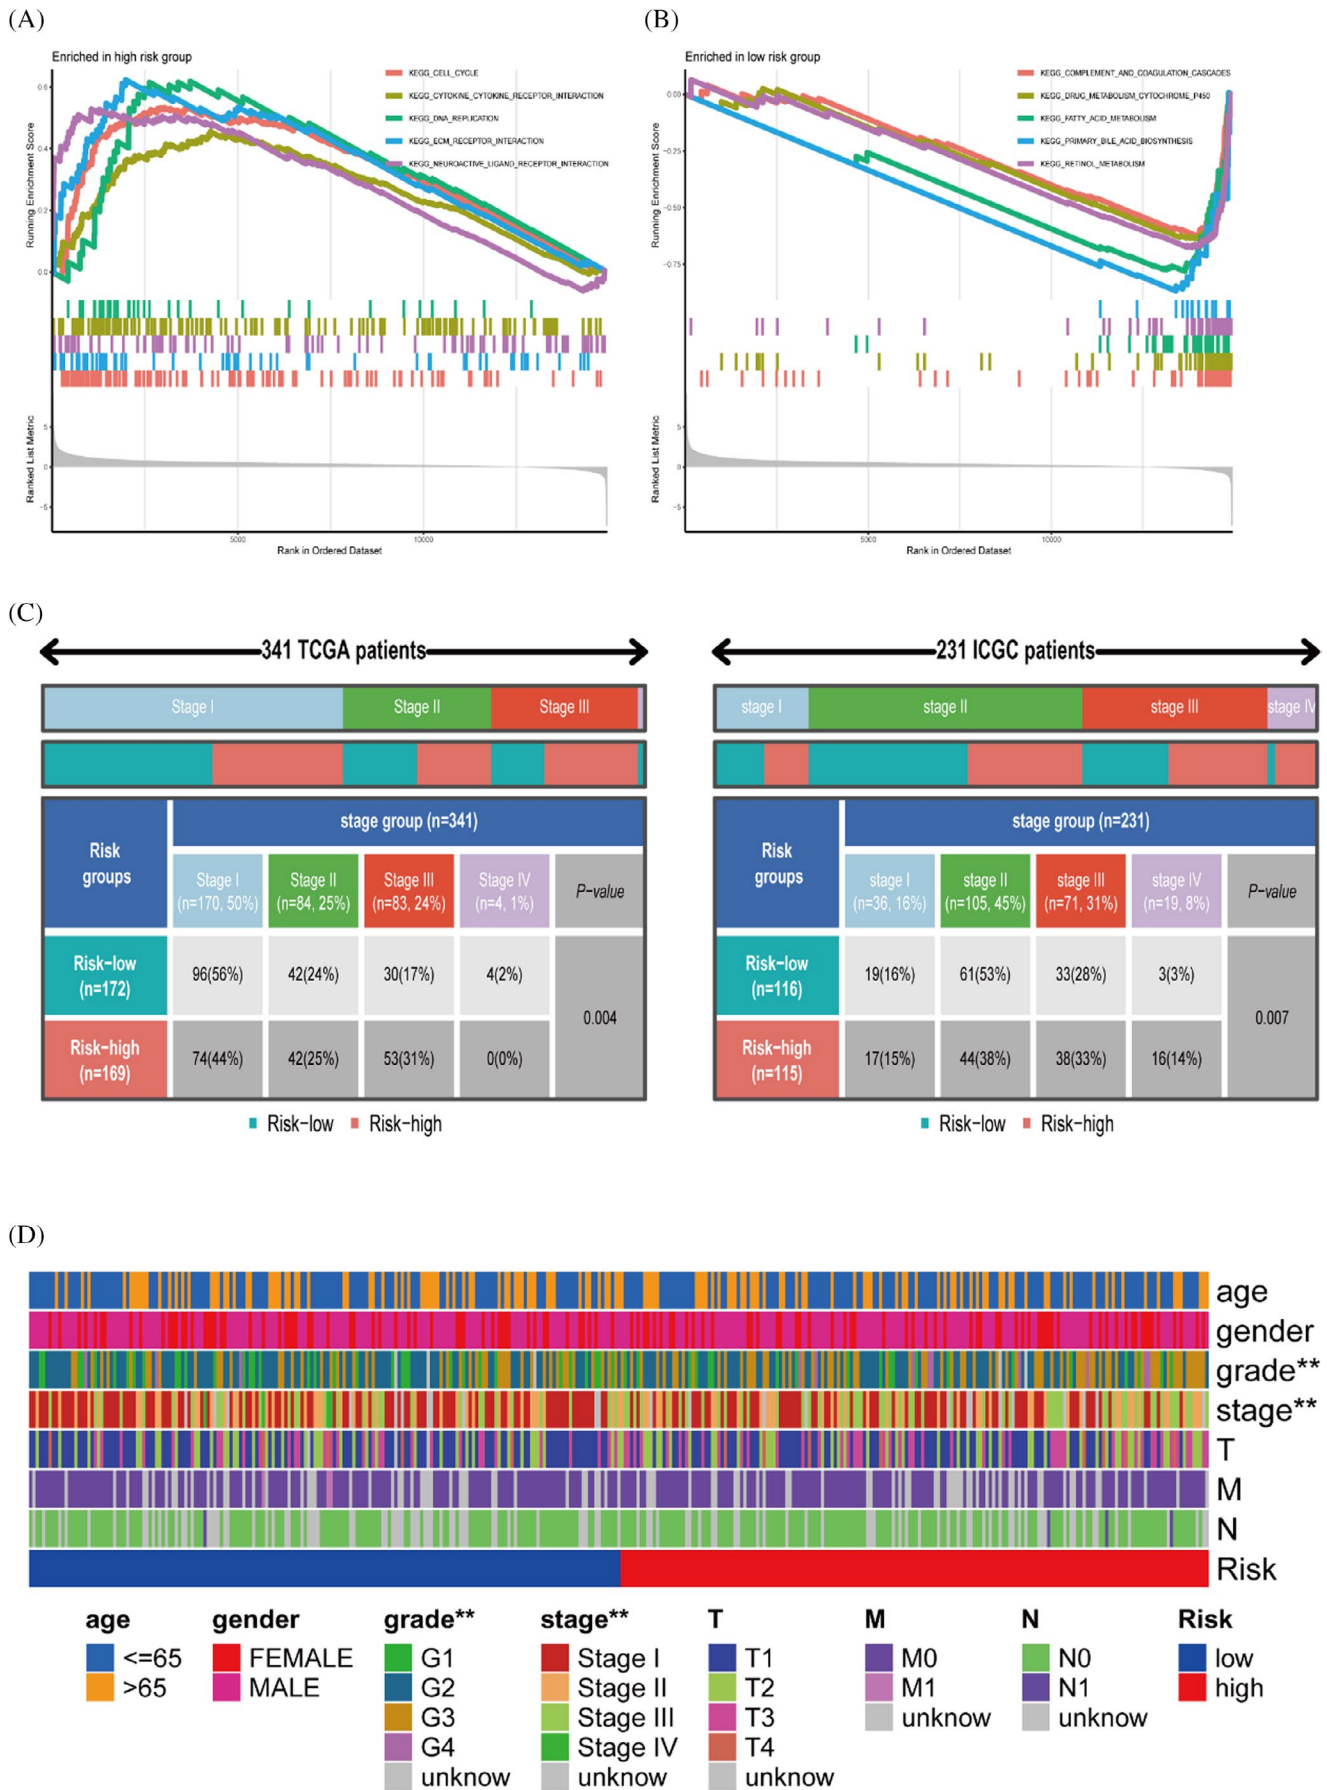 (A)
Enriched in high risk group
KEGG_CELL_CYCLE
KEGG_CYTOKINE_CYTOKINE_RECEPTOR_INTERACTION
KEGG_DNA_REPLICATION
KEGG_ECM_RECEPTOR_INTERACTION
KEGG_NEUROACTIVE_LIGAND_RECEPTOR_INTERACTION
Running Enrichment Score
0.6
0.4
0.2
0.0
Ranked List Metric
5
0
−5
5000
10000
Rank in Ordered Dataset
(B)
Enriched in low risk group
KEGG_COMPLEMENT_AND_COAGULATION_CASCADES
KEGG_DRUG_METABOLISM_CYTOCHROME_P450
KEGG_FATTY_ACID_METABOLISM
KEGG_PRIMARY_BILE_ACID_BIOSYNTHESIS
KEGG_RETINOL_METABOLISM
Running Enrichment Score
0.00
−0.25
−0.50
−0.75
Ranked List Metric
5
0
−5
5000
10000
Rank in Ordered Dataset
(C)
341 TCGA patients
Stage I
Stage II
Stage III
Risk groups
stage group (n=341)
Stage I (n=170, 50%)
Stage II (n=84, 25%)
Stage III (n=83, 24%)
Stage IV (n=4, 1%)
P−value
Risk−low (n=172)
96(56%)
42(24%)
30(17%)
4(2%)
0.004
Risk−high (n=169)
74(44%)
42(25%)
53(31%)
0(0%)
Risk−low
Risk−high
231 ICGC patients
stage I
stage II
stage III
stage IV
Risk groups
stage group (n=231)
stage I (n=36, 16%)
stage II (n=105, 45%)
stage III (n=71, 31%)
stage IV (n=19, 8%)
P−value
Risk−low (n=116)
19(16%)
61(53%)
33(28%)
3(3%)
0.007
Risk−high (n=115)
17(15%)
44(38%)
38(33%)
16(14%)
Risk−low
Risk−high
(D)
age
gender
grade**
stage**
T
M
N
Risk
age
<=65
>65
gender
FEMALE
MALE
grade**
G1
G2
G3
G4
unknow
stage**
Stage I
Stage II
Stage III
Stage IV
unknow
T
T1
T2
T3
T4
unknow
M
M0
M1
unknow
N
N0
N1
unknow
Risk
low
high